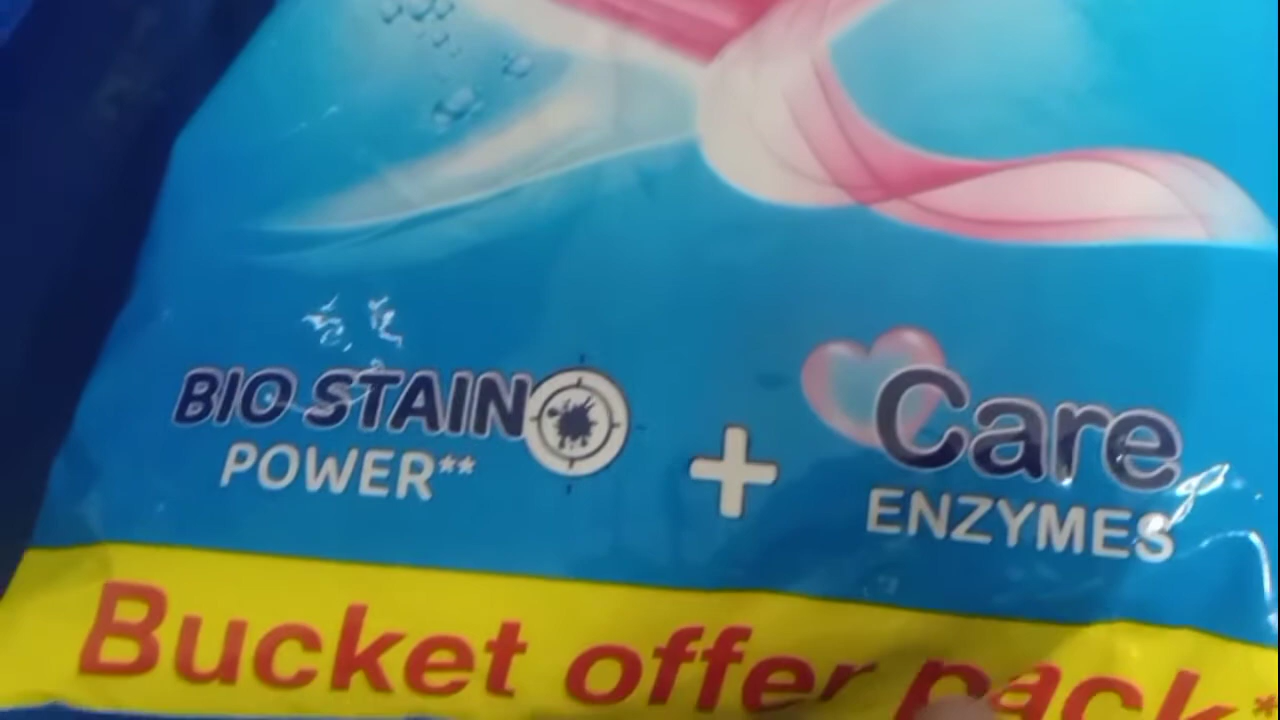 BIO STAIN + Care
POWER** ENZYMES
Bucket offer pack*